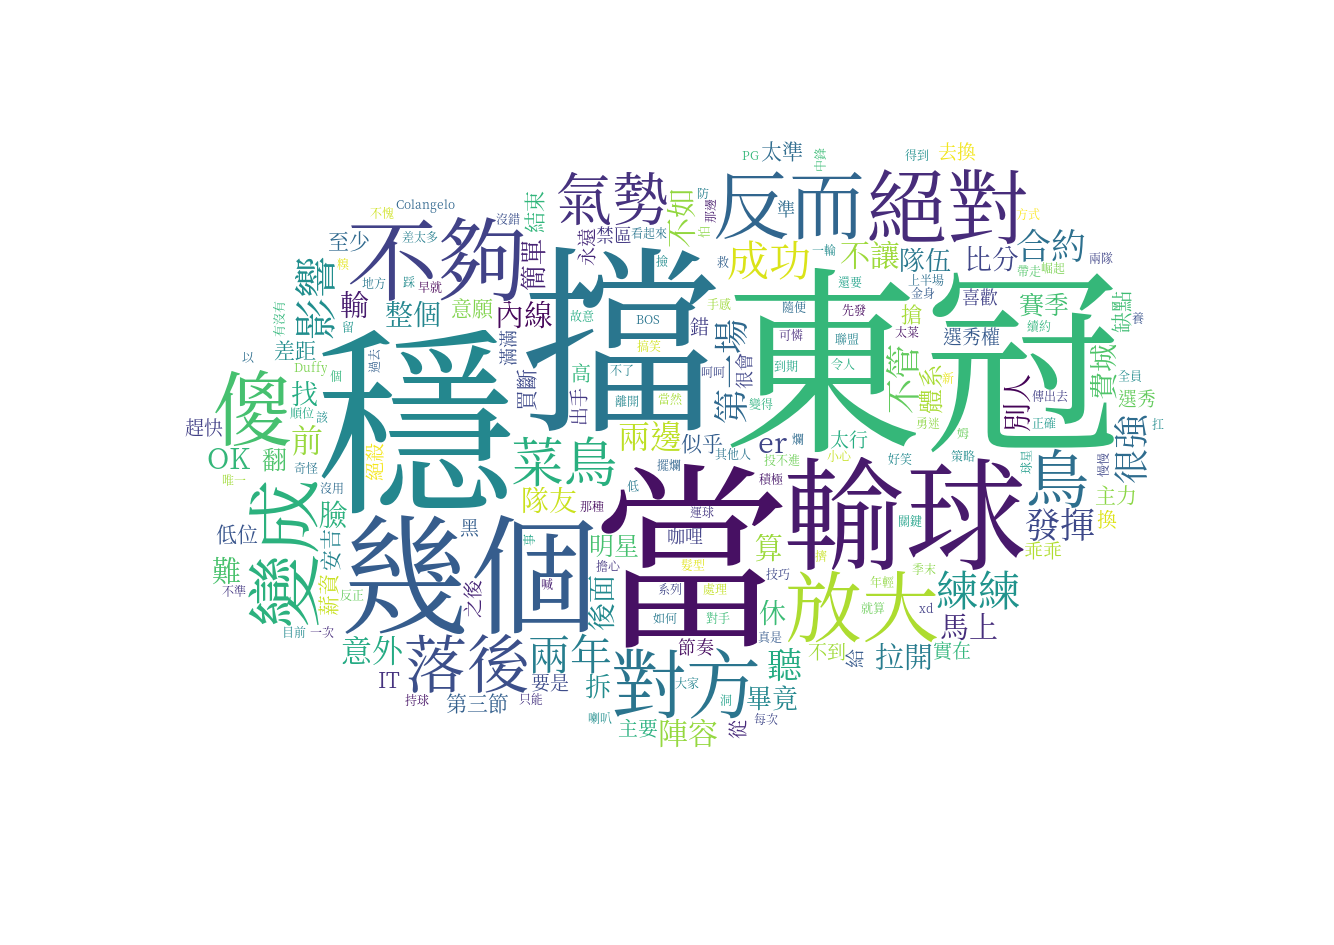 PG
太準
中鋒
得到
去換
氣勢
不如
防
那邊
反而
準
絕對
方式
不愧
Colangelo
沒錯
結束
差太多
至少
不夠
永遠
禁區
看起來
怕
簡單
成功
一輪
不讓
隊伍
比分
合約
兩隊
影響
糗
地方
踩
早就
撿
救
擋
東冠
還要
上半場
金身
喜歡
帶走
崛起
賽季
缺點
養
有沒有
輸
留
整個
意願
內線
故意
BOS
錯
手感
隨便
先發
搶
太菜
選秀權
續約
以
差距
過去
滿滿
搞笑
第一場
可憐
聯盟
不管
費城
Duffy
個
穩
買斷
高
不了
呵呵
很會
到期
令人
體系
新
別人
全員
傻
找
順位
該
出手
離開
當然
變得
勇迷
傳出去
選秀
正確
扛
趕快
前
OK
翻
奇怪
絕殺
菜鳥
兩邊
似乎
er
爛
太行
其他人
投不進
小心
好笑
策略
姆
球星
慢慢
很強
唯一
沒用
擺爛
積極
當
輸球
鳥
主力
變成
臉
隊友
那種
低
運球
關鍵
發揮
換
低位
安吉
幾個
黑
事
明星
咖哩
算
猜
乖乖
難
不準
薪資
反正
之後
喊
擔心
後面
髮型
系列
處理
技巧
休
放大
年輕
季末
就算
xd
練練
目前
一次
如何
對手
真是
馬上
意外
落後
兩年
對方
節奏
聽
不到
給
拉開
實在
IT
要是
拆
大家
洞
畢竟
持球
第三節
只能
喇叭
主要
陣容
從
每次